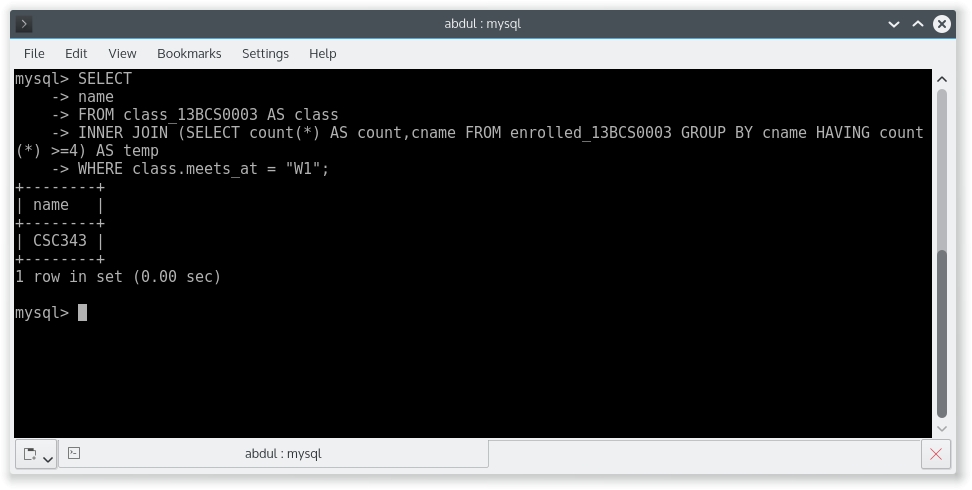 abdul : mysql
File Edit View Bookmarks Settings Help
mysql> SELECT
    -> name
    -> FROM class_13BCS0003 AS class
    -> INNER JOIN (SELECT count(*) AS count,cname FROM enrolled_13BCS0003 GROUP BY cname HAVING count
(*) >=4) AS temp
    -> WHERE class.meets_at = "W1";
+--------+
| name   |
+--------+
| CSC343 |
+--------+
1 row in set (0.00 sec)

mysql>
abdul : mysql